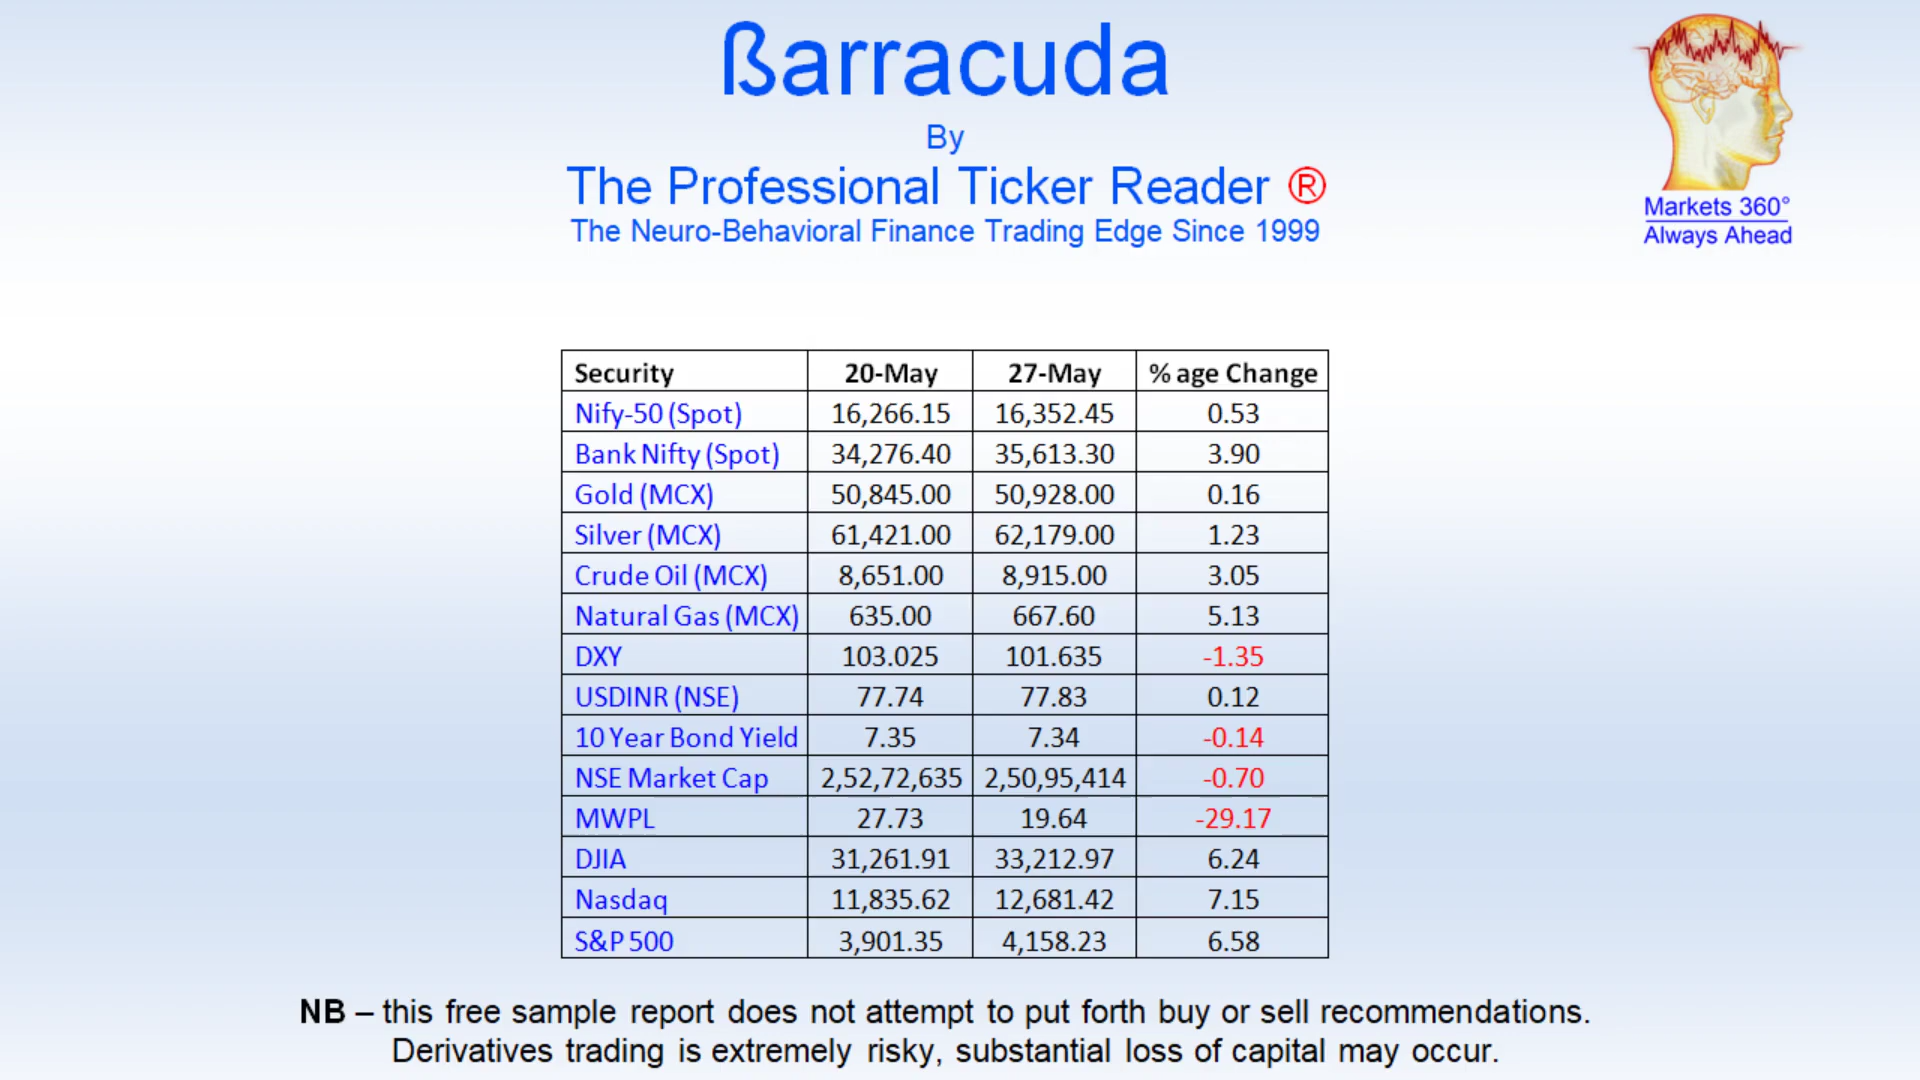 ßarracuda
By
The Professional Ticker Reader ®
The Neuro-Behavioral Finance Trading Edge Since 1999
Markets 360°
Always Ahead
Security 20-May 27-May % age Change
Nify-50 (Spot) 16,266.15 16,352.45 0.53
Bank Nifty (Spot) 34,276.40 35,613.30 3.90
Gold (MCX) 50,845.00 50,928.00 0.16
Silver (MCX) 61,421.00 62,179.00 1.23
Crude Oil (MCX) 8,651.00 8,915.00 3.05
Natural Gas (MCX) 635.00 667.60 5.13
DXY 103.025 101.635 -1.35
USDINR (NSE) 77.74 77.83 0.12
10 Year Bond Yield 7.35 7.34 -0.14
NSE Market Cap 2,52,72,635 2,50,95,414 -0.70
MWPL 27.73 19.64 -29.17
DJIA 31,261.91 33,212.97 6.24
Nasdaq 11,835.62 12,681.42 7.15
S&P 500 3,901.35 4,158.23 6.58
NB – this free sample report does not attempt to put forth buy or sell recommendations.
Derivatives trading is extremely risky, substantial loss of capital may occur.